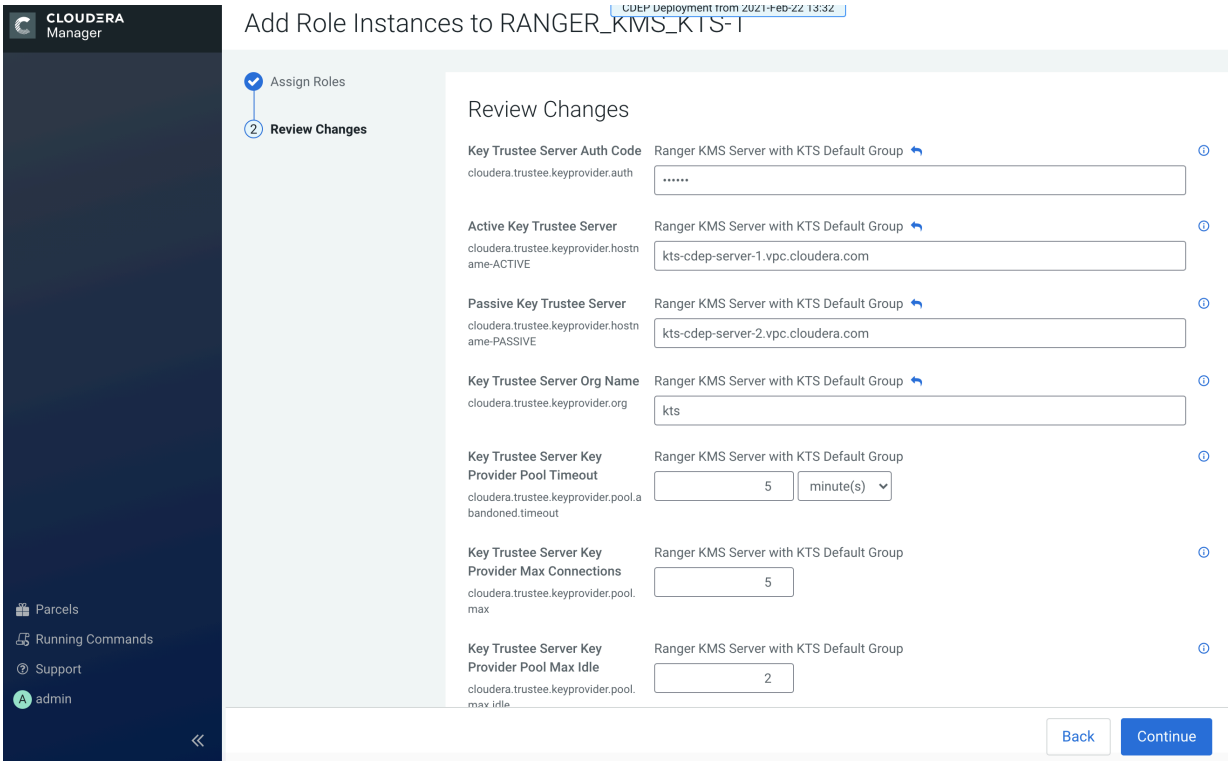 CLOUDERA
Manager
Add Role Instances to RANGER_KMS_KTS-1
CDEP Deployment from 2021-Feb-22 13:32
Assign Roles
2 Review Changes
Review Changes
Key Trustee Server Auth Code
cloudera.trustee.keyprovider.auth
Ranger KMS Server with KTS Default Group
••••••
Active Key Trustee Server
cloudera.trustee.keyprovider.hostn
ame-ACTIVE
Ranger KMS Server with KTS Default Group
kts-cdep-server-1.vpc.cloudera.com
Passive Key Trustee Server
cloudera.trustee.keyprovider.hostn
ame-PASSIVE
Ranger KMS Server with KTS Default Group
kts-cdep-server-2.vpc.cloudera.com
Key Trustee Server Org Name
cloudera.trustee.keyprovider.org
Ranger KMS Server with KTS Default Group
kts
Key Trustee Server Key
Provider Pool Timeout
cloudera.trustee.keyprovider.pool.a
bandoned.timeout
Ranger KMS Server with KTS Default Group
5 minute(s)
Key Trustee Server Key
Provider Max Connections
cloudera.trustee.keyprovider.pool.
max
Ranger KMS Server with KTS Default Group
5
Key Trustee Server Key
Provider Pool Max Idle
cloudera.trustee.keyprovider.pool.
max.idle
Ranger KMS Server with KTS Default Group
2
Parcels
Running Commands
Support
A admin
Back
Continue